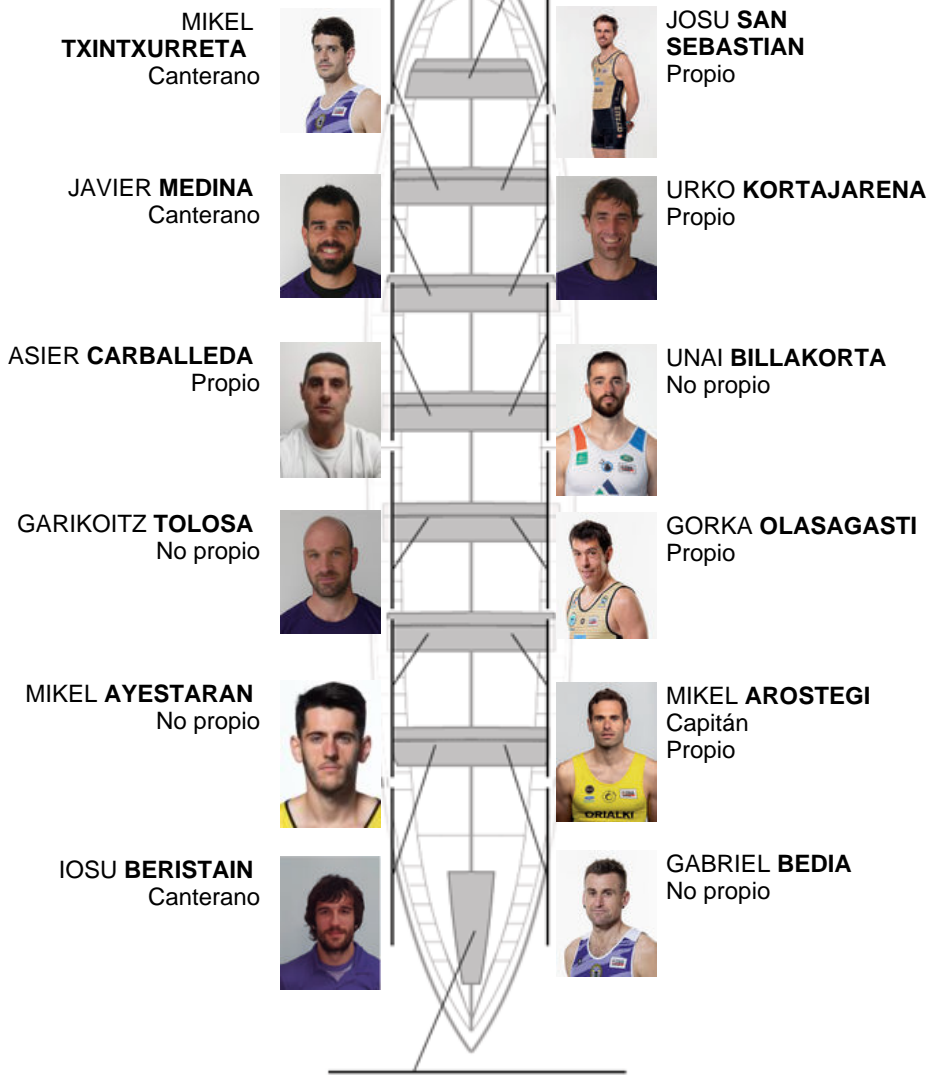 MIKEL
TXINTXURRETA
Canterano
JOSU SAN
SEBASTIAN
Propio
JAVIER MEDINA
Canterano
URKO KORTAJARENA
Propio
ASIER CARBALLEDA
Propio
UNAI BILLAKORTA
No propio
GARIKOITZ TOLOSA
No propio
GORKA OLASAGASTI
Propio
MIKEL AYESTARAN
No propio
MIKEL AROSTEGI
Capitán
Propio
ORIALKI
IOSU BERISTAIN
Canterano
GABRIEL BEDIA
No propio